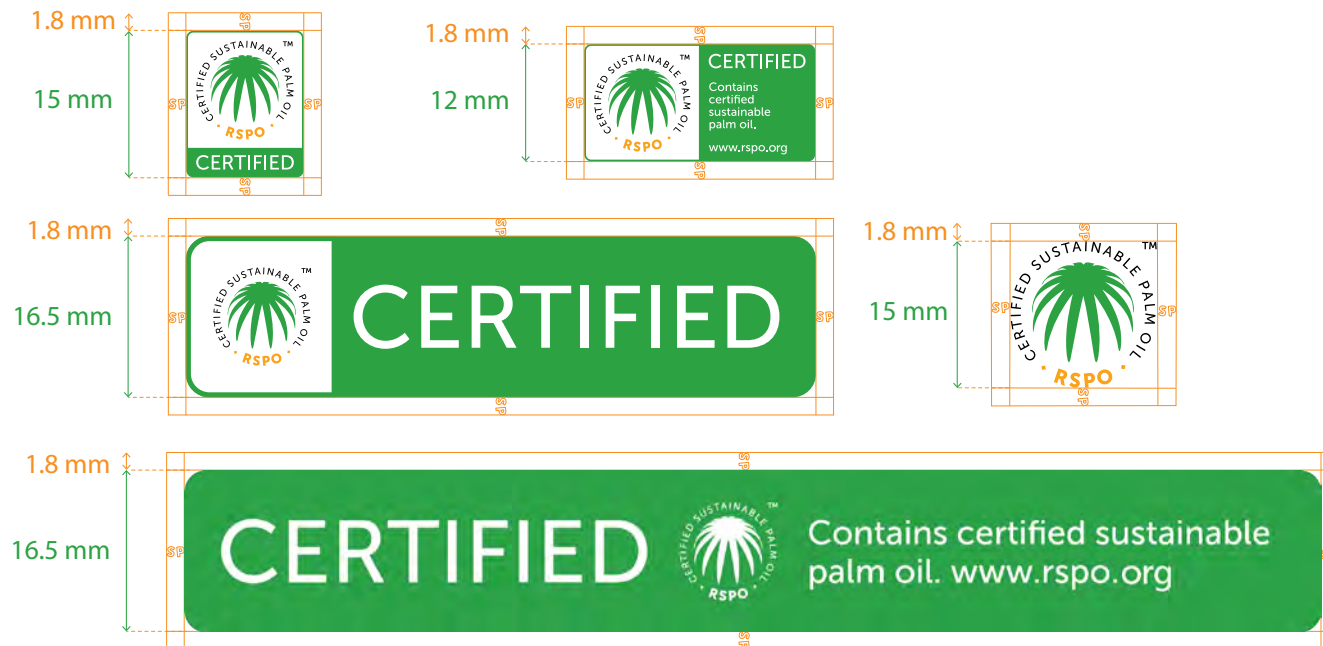 1.8 mm
SP
15 mm
CERTIFIED SUSTAINABLE PALM OIL
TM
SP
SP
· RSPO ·
CERTIFIED
SP
1.8 mm
SP
12 mm
CERTIFIED SUSTAINABLE PALM OIL
TM
SP
SP
· RSPO ·
CERTIFIED
Contains
certified
sustainable
palm oil.
www.rspo.org
SP
1.8 mm
SP
16.5 mm
SP
CERTIFIED SUSTAINABLE PALM OIL
TM
· RSPO ·
CERTIFIED
SP
SP
1.8 mm
SP
15 mm
SP
CERTIFIED SUSTAINABLE PALM OIL
TM
· RSPO ·
SP
SP
1.8 mm
SP
16.5 mm
SP
CERTIFIED
CERTIFIED SUSTAINABLE PALM OIL
TM
· RSPO ·
Contains certified sustainable
palm oil. www.rspo.org
SP